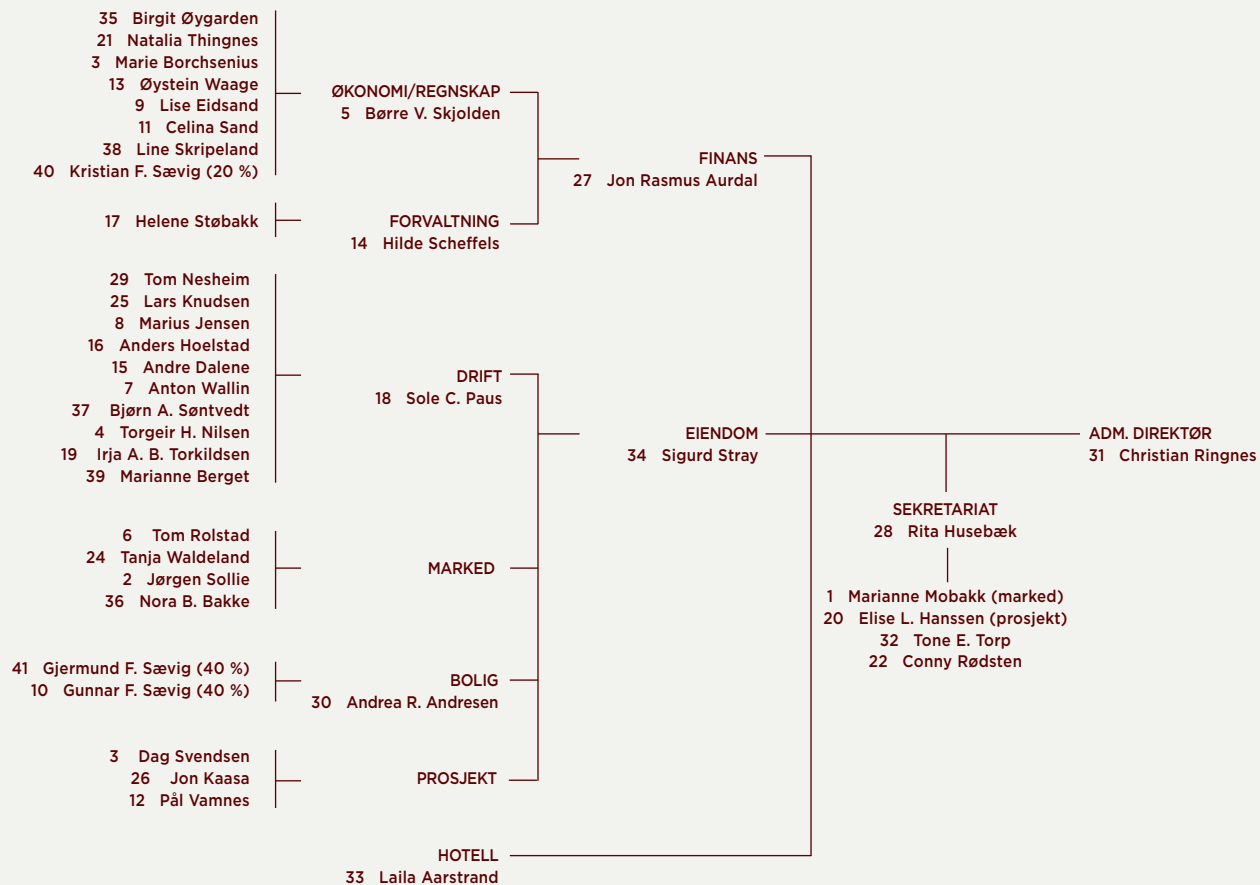 35 Birgit Øygarden
21 Natalia Thingnes
3 Marie Borchsenius
13 Øystein Waage
9 Lise Eidsand
11 Celina Sand
38 Line Skripeland
40 Kristian F. Sævig (20 %)
ØKONOMI/REGNSKAP
5 Børre V. Skjolden
17 Helene Støbakk
FORVALTNING
14 Hilde Scheffels
FINANS
27 Jon Rasmus Aurdal
29 Tom Nesheim
25 Lars Knudsen
8 Marius Jensen
16 Anders Hoelstad
15 Andre Dalene
7 Anton Wallin
37 Bjørn A. Søntvedt
4 Torgeir H. Nilsen
19 Irja A. B. Torkildsen
39 Marianne Berget
DRIFT
18 Sole C. Paus
6 Tom Rolstad
24 Tanja Waldeland
2 Jørgen Sollie
36 Nora B. Bakke
MARKED
41 Gjermund F. Sævig (40 %)
10 Gunnar F. Sævig (40 %)
BOLIG
30 Andrea R. Andresen
3 Dag Svendsen
26 Jon Kaasa
12 Pål Vamnes
PROSJEKT
EIENDOM
34 Sigurd Stray
HOTELL
33 Laila Aarstrand
ADM. DIREKTØR
31 Christian Ringnes
SEKRETARIAT
28 Rita Husebæk
1 Marianne Mobakk (marked)
20 Elise L. Hanssen (prosjekt)
32 Tone E. Torp
22 Conny Rødsten